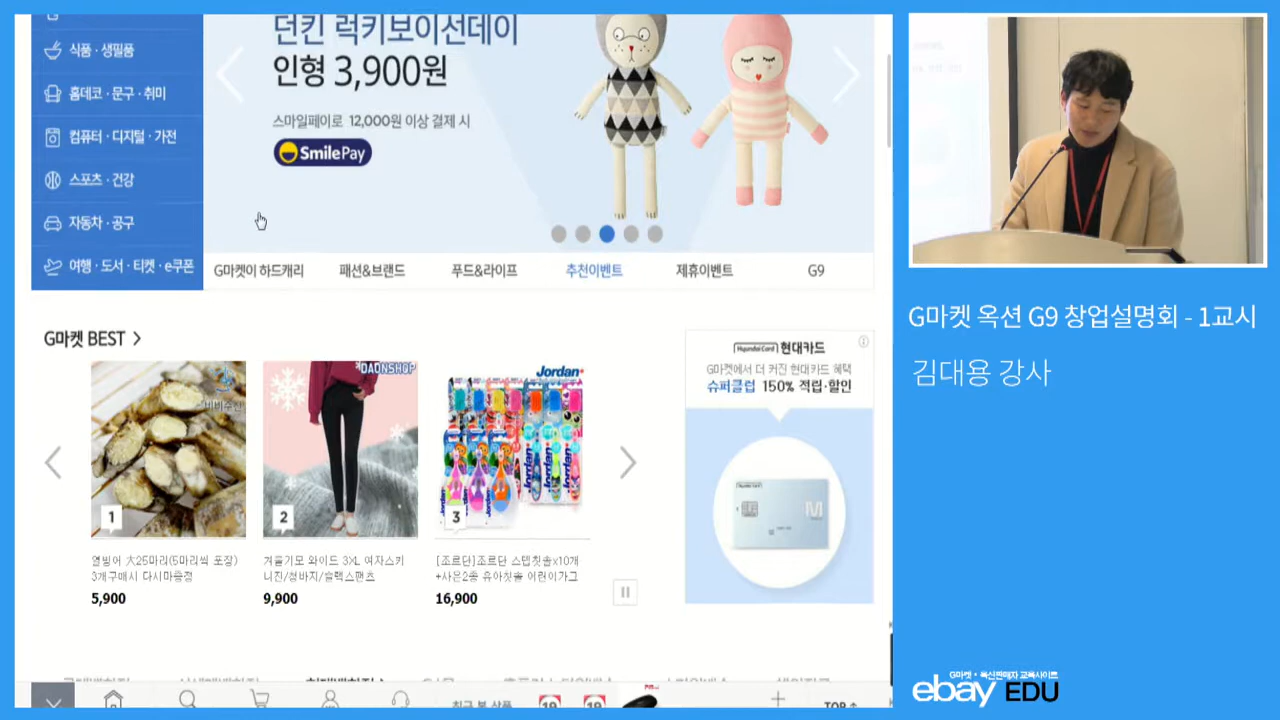 식품 · 생필품
홈데코 · 문구 · 취미
컴퓨터 · 디지털 · 가전
스포츠 · 건강
자동차 · 공구
여행 · 도서 · 티켓 · e쿠폰
던킨 럭키보이선데이
인형 3,900원
스마일페이로 12,000원 이상 결제 시
SmilePay
G마켓이 하드캐리
패션&브랜드
푸드&라이프
추천이벤트
제휴이벤트
G9
G마켓 BEST >
DAONSHOP
Jordan
1
2
3
열빙어 大25마리(5마리씩 포장)
3개구매시 다시마증정
5,900
겨울기모 와이드 3XL 여자스키
니진/청바지/슬랙스팬츠
9,900
[조르단]조르단 스텝칫솔x10개
+사은2종 유아칫솔 어린이가그
16,900
HyundaiCard 현대카드
G마켓에서 더 커진 현대카드 혜택
슈퍼클럽 150% 적립·할인
M
최근 본 상품
TOP
G마켓 옥션 G9 창업설명회 - 1교시
김대용 강사
G마켓 · 옥션판매자 교육사이트
ebay EDU